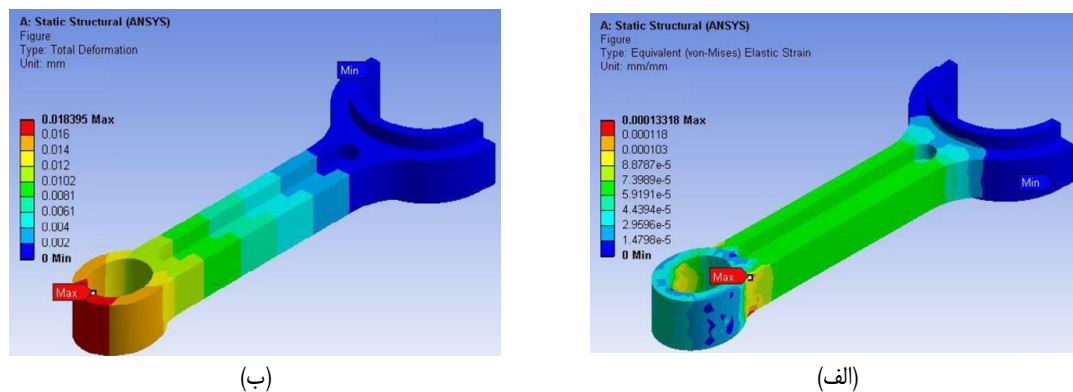 A: Static Structural (ANSYS)
Figure
Type: Total Deformation
Unit: mm
0.018395 Max
0.016
0.014
0.012
0.0102
0.0081
0.0061
0.004
0.002
0 Min
Min
Max
(ب)
A: Static Structural (ANSYS)
Figure
Type: Equivalent (von-Mises) Elastic Strain
Unit: mm/mm
0.00013318 Max
0.000118
0.000103
8.8787e-5
7.3989e-5
5.9191e-5
4.4394e-5
2.9596e-5
1.4798e-5
0 Min
Min
Max
(الف)